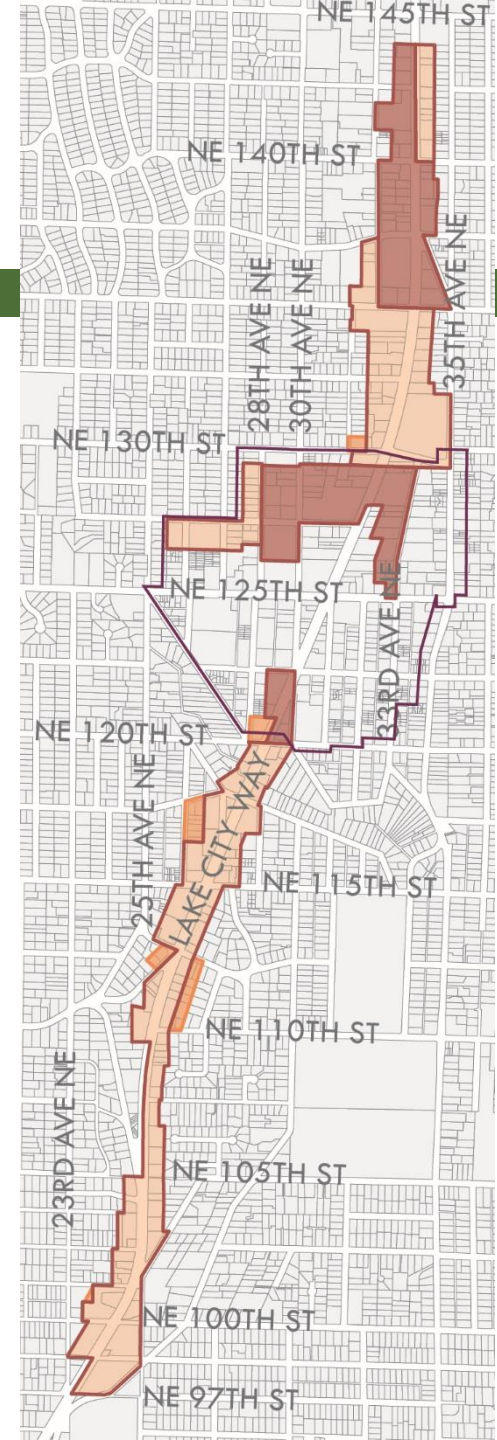 NE 145TH ST
NE 140TH ST
28TH AVE NE
30TH AVE NE
35TH AVE NE
NE 130TH ST
NE 125TH ST
33RD AVE NE
NE 120TH ST
25TH AVE NE
LAKE CITY WAY
NE 115TH ST
NE 110TH ST
23RD AVE NE
NE 105TH ST
NE 100TH ST
NE 97TH ST